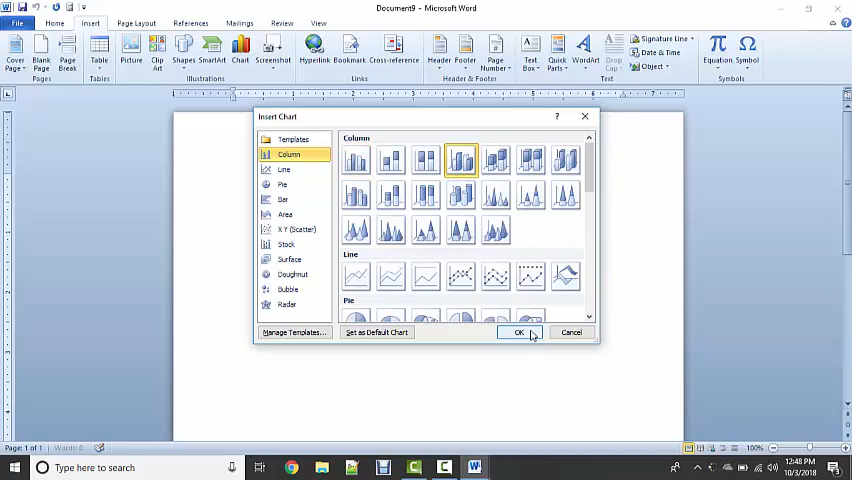 Document9 - Microsoft Word
File Home Insert Page Layout References Mailings Review View
Cover Page Blank Page Page Break Table Picture Clip Art Shapes SmartArt Chart Screenshot Hyperlink Bookmark Cross-reference Header Footer Page Number Text Box Quick Parts WordArt Drop Cap Signature Line Date & Time Object Equation Symbol
Pages Tables Illustrations Links Header & Footer Text Symbols
Insert Chart
Templates
Column
Line
Pie
Bar
Area
X Y (Scatter)
Stock
Surface
Doughnut
Bubble
Radar
Column
Line
Pie
Manage Templates... Set as Default Chart OK Cancel
Page: 1 of 1 Words: 0 100%
Type here to search
12:48 PM
10/3/2018